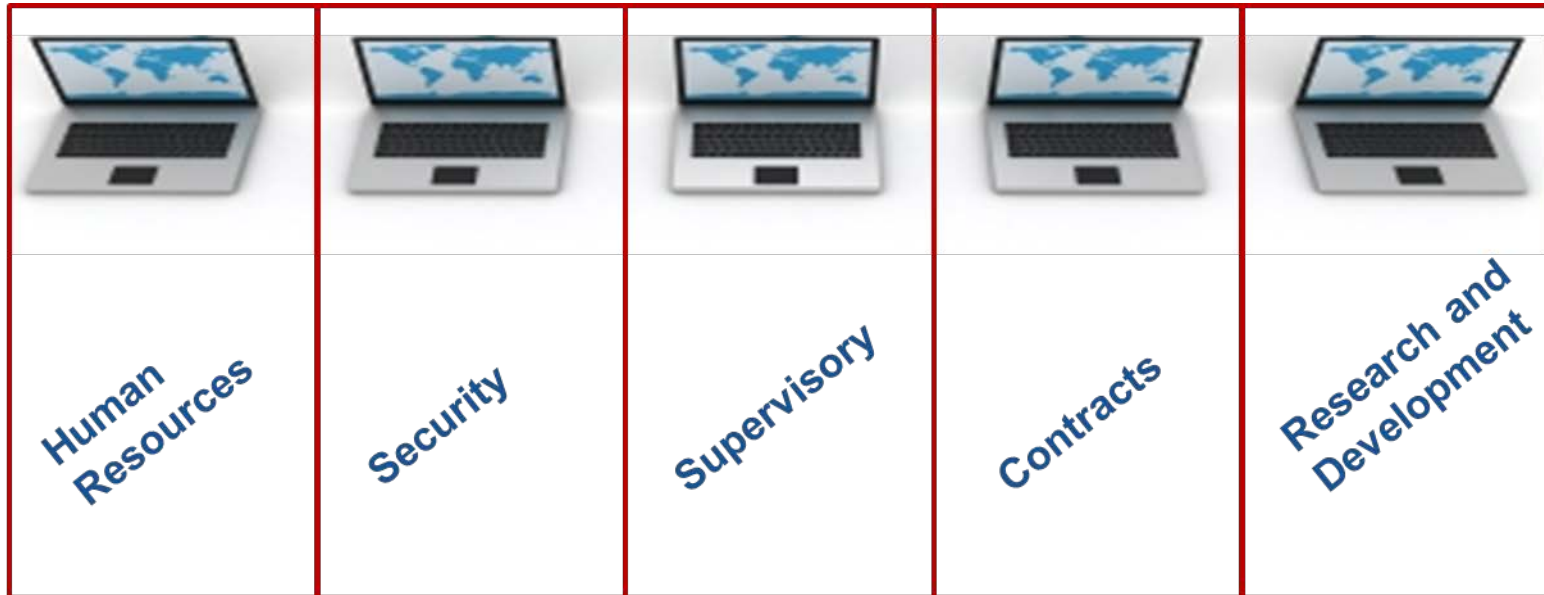 Human
Resources
Security
Supervisory
Contracts
Research and
Development